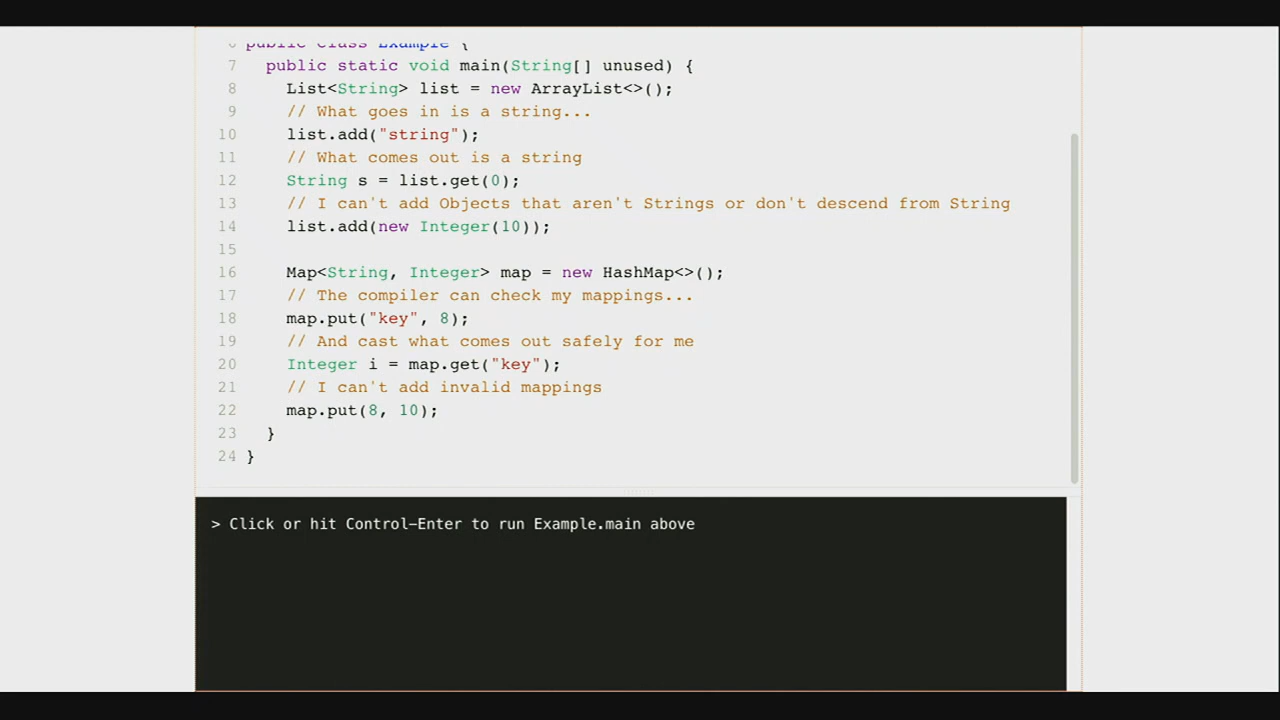 6 public class Example {
7 public static void main(String[] unused) {
8 List<String> list = new ArrayList<>();
9 // What goes in is a string...
10 list.add("string");
11 // What comes out is a string
12 String s = list.get(0);
13 // I can't add Objects that aren't Strings or don't descend from String
14 list.add(new Integer(10));
15
16 Map<String, Integer> map = new HashMap<>();
17 // The compiler can check my mappings...
18 map.put("key", 8);
19 // And cast what comes out safely for me
20 Integer i = map.get("key");
21 // I can't add invalid mappings
22 map.put(8, 10);
23 }
24 }
> Click or hit Control-Enter to run Example.main above